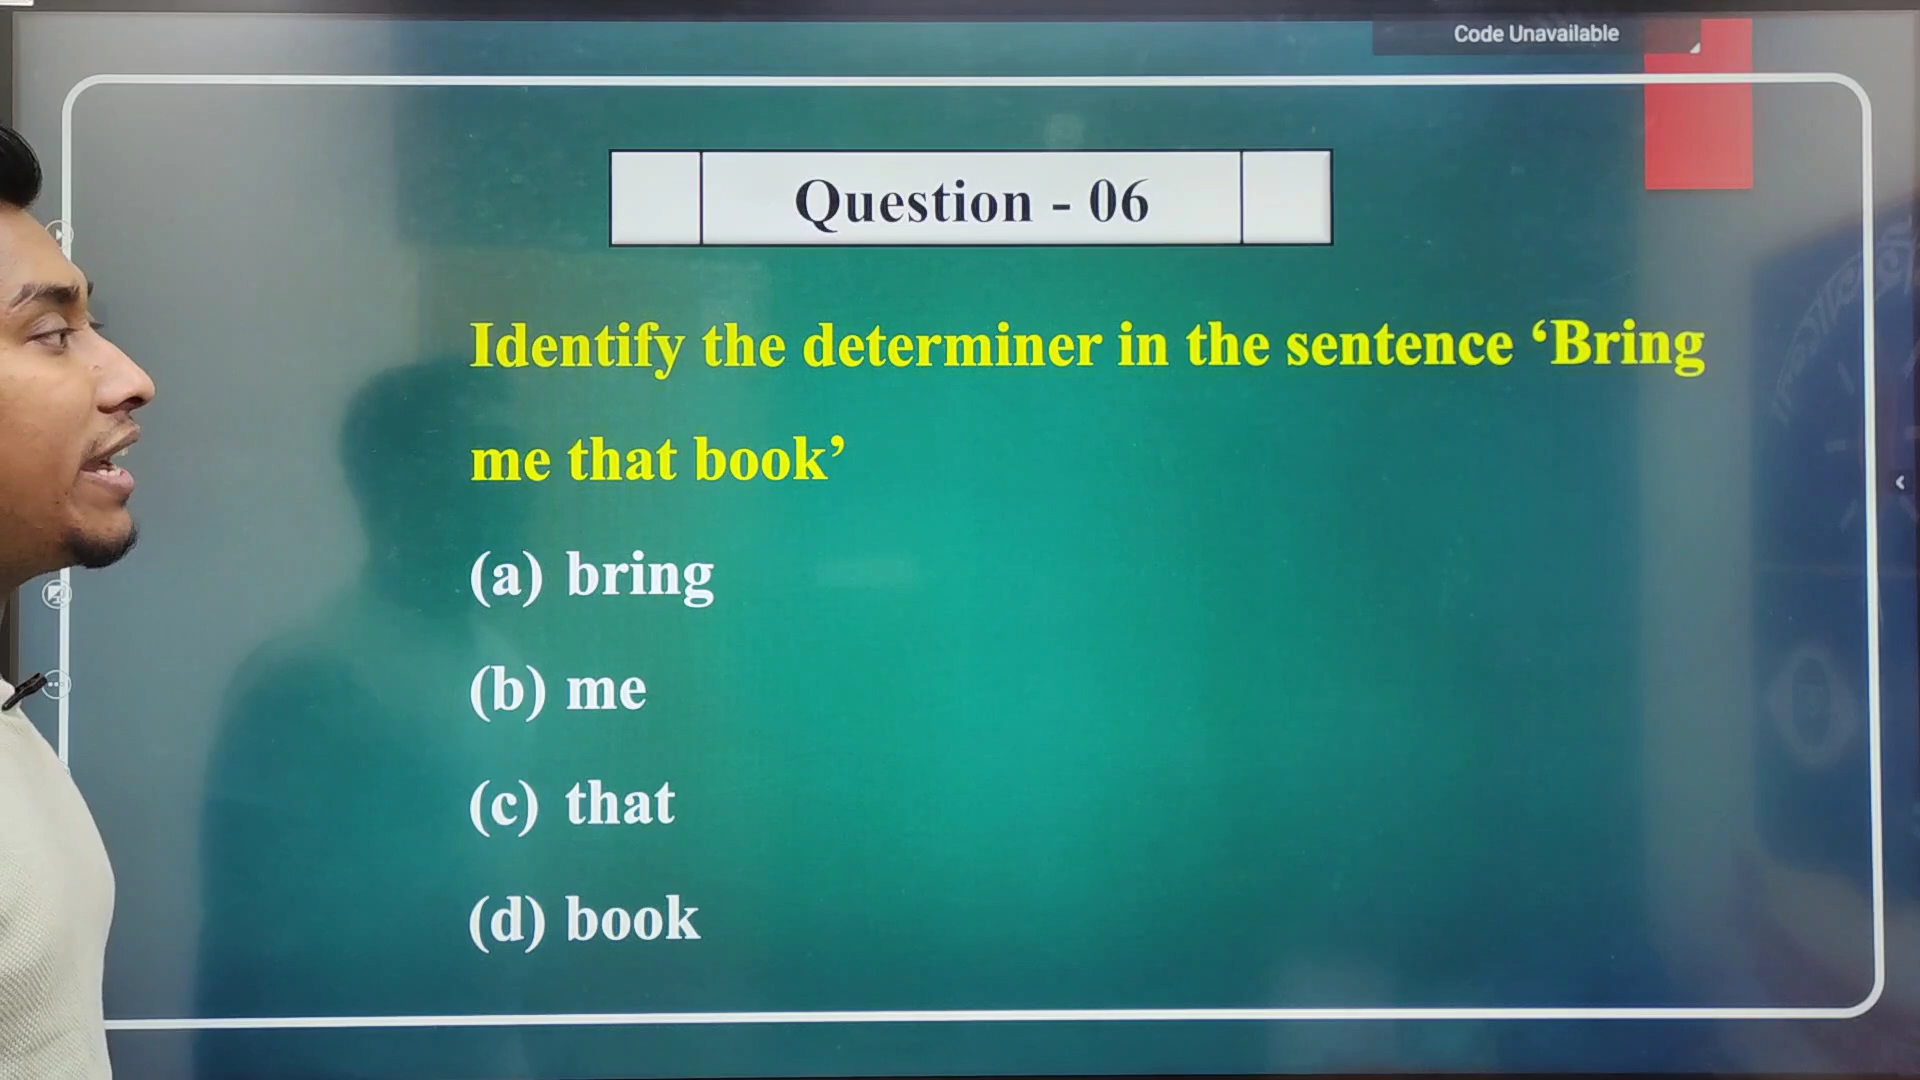 Code Unavailable
Question - 06
Identify the determiner in the sentence ‘Bring
me that book’
(a) bring
(b) me
(c) that
(d) book